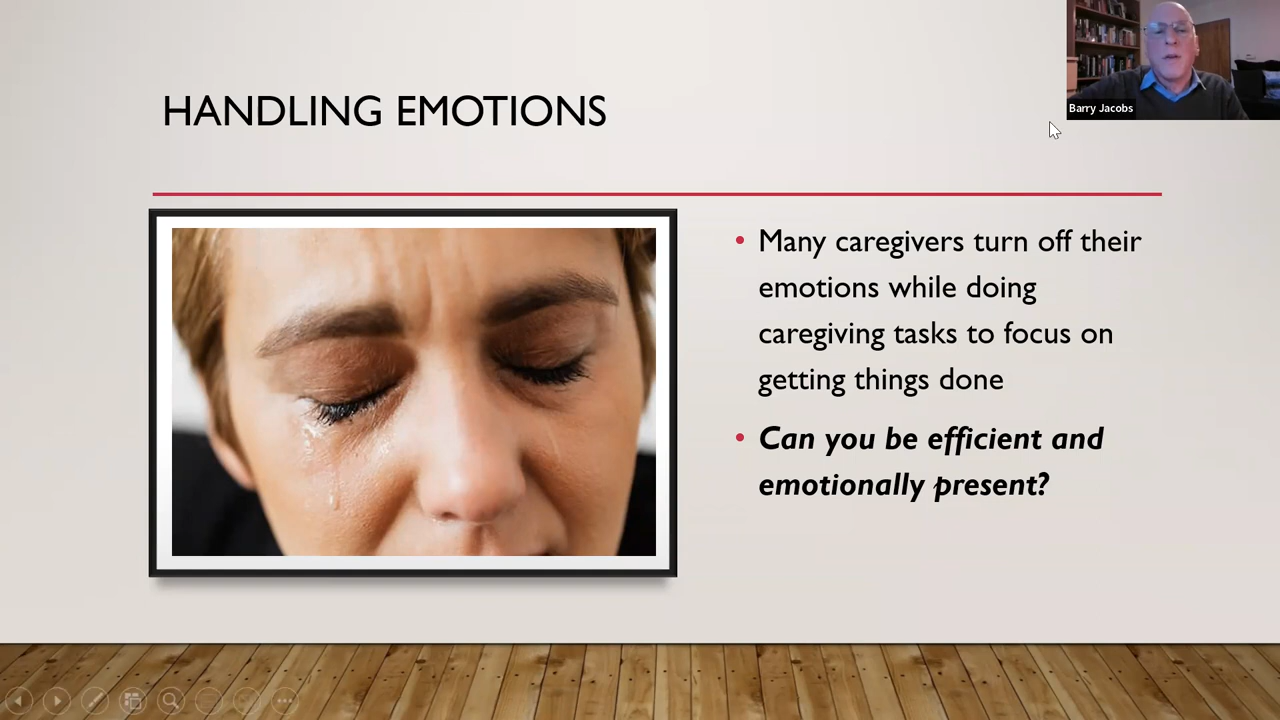 HANDLING EMOTIONS
Barry Jacobs
Many caregivers turn off their
emotions while doing
caregiving tasks to focus on
getting things done
Can you be efficient and
emotionally present?